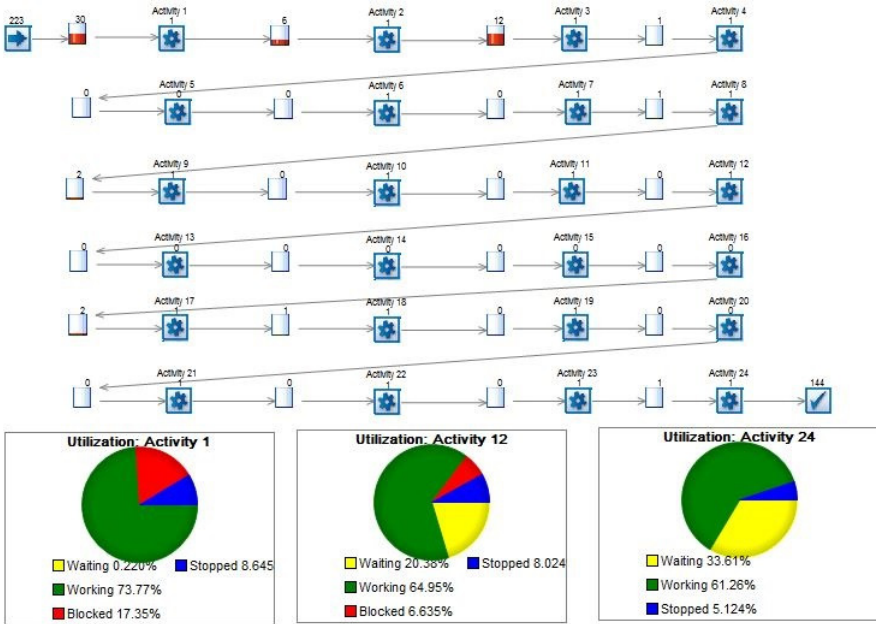 Activity 1 Activity 2 Activity 3 Activity 4
223 30 1 6 1 12 1 1 1
Activity 5 Activity 6 Activity 7 Activity 8
0 0 0 1 0 1 1 1
Activity 9 Activity 10 Activity 11 Activity 12
2 1 0 1 0 1 0 1
Activity 13 Activity 14 Activity 15 Activity 16
0 0 0 0 0 0 0 0
Activity 17 Activity 18 Activity 19 Activity 20
2 1 1 1 0 1 0 0
Activity 21 Activity 22 Activity 23 Activity 24
0 1 0 1 0 1 1 1 144
Utilization: Activity 1
Waiting 0.220% Stopped 8.645
Working 73.77%
Blocked 17.35%
Utilization: Activity 12
Waiting 20.38% Stopped 8.024
Working 64.95%
Blocked 6.635%
Utilization: Activity 24
Waiting 33.61%
Working 61.26%
Stopped 5.124%